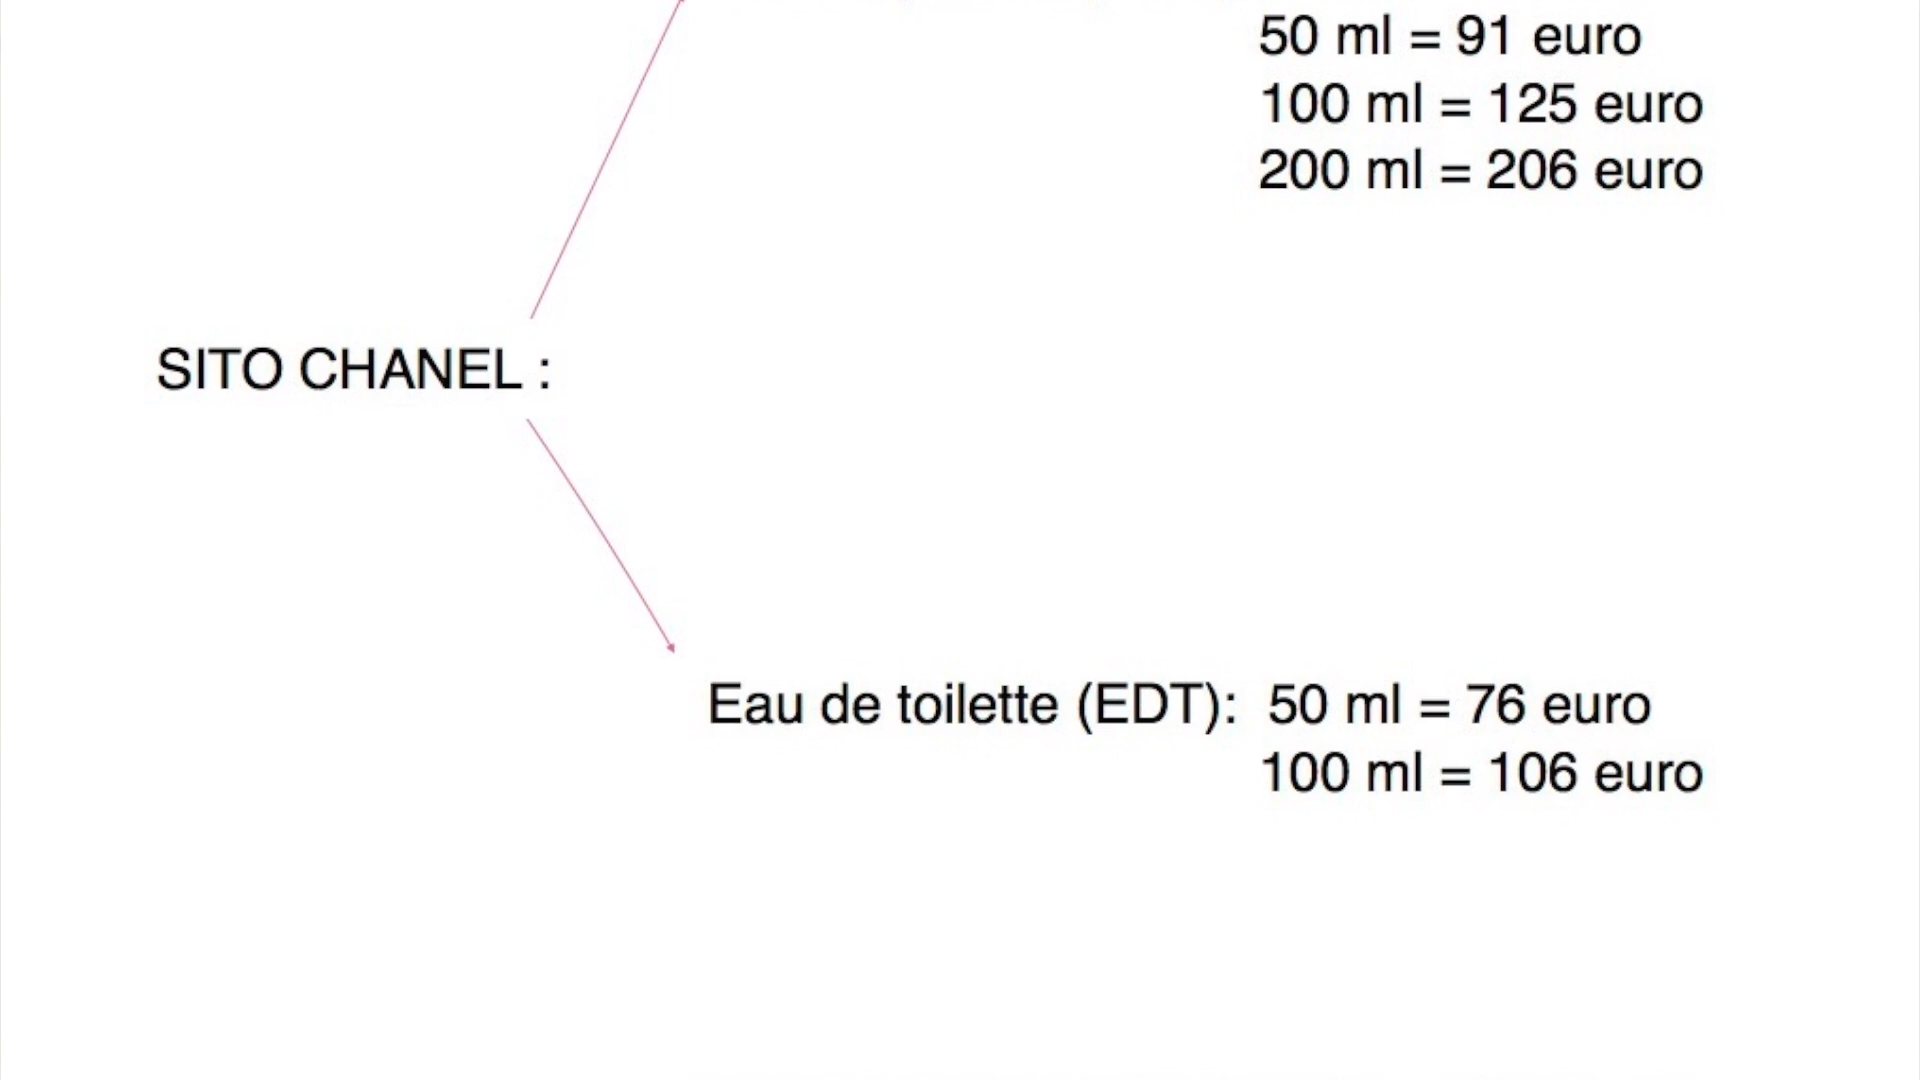 50 ml = 91 euro
100 ml = 125 euro
200 ml = 206 euro
SITO CHANEL :
Eau de toilette (EDT): 50 ml = 76 euro
100 ml = 106 euro